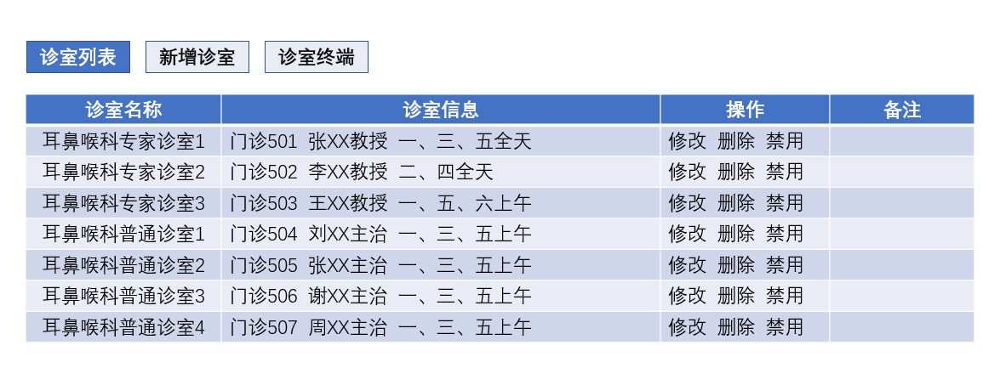 诊室列表 新增诊室 诊室终端
诊室名称 诊室信息 操作 备注
耳鼻喉科专家诊室1 门诊501 张XX教授 一、三、五全天 修改 删除 禁用
耳鼻喉科专家诊室2 门诊502 李XX教授 二、四全天 修改 删除 禁用
耳鼻喉科专家诊室3 门诊503 王XX教授 一、五、六上午 修改 删除 禁用
耳鼻喉科普通诊室1 门诊504 刘XX主治 一、三、五上午 修改 删除 禁用
耳鼻喉科普通诊室2 门诊505 张XX主治 一、三、五上午 修改 删除 禁用
耳鼻喉科普通诊室3 门诊506 谢XX主治 一、三、五上午 修改 删除 禁用
耳鼻喉科普通诊室4 门诊507 周XX主治 一、三、五上午 修改 删除 禁用